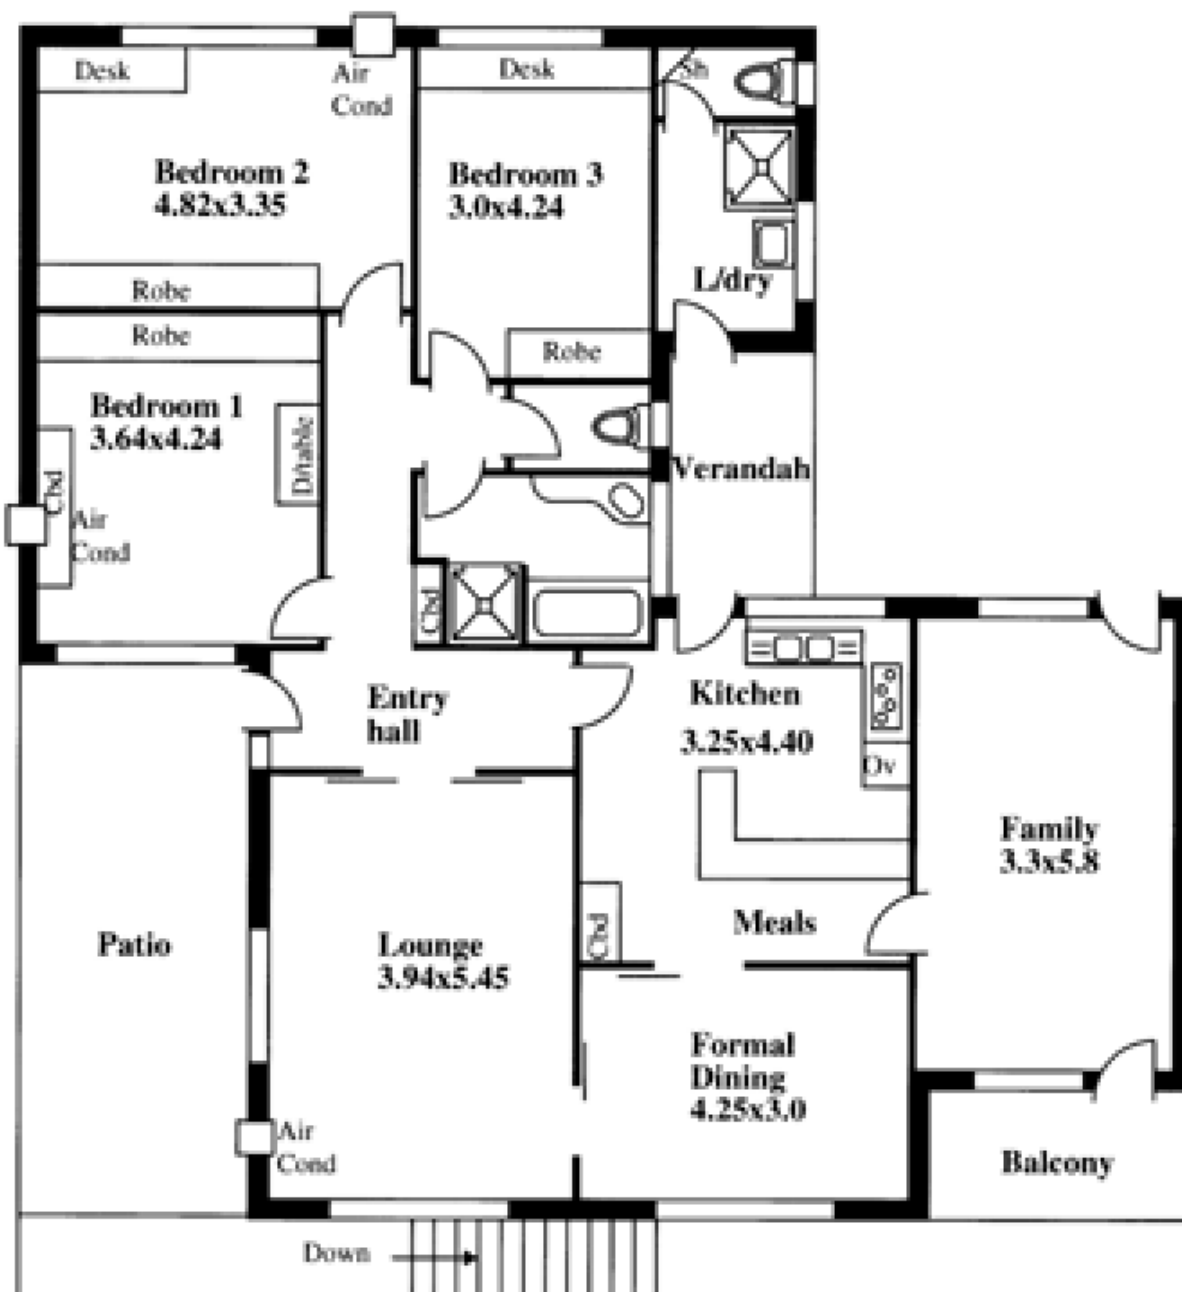 Desk
Air
Cond
Desk
Sh
Bedroom 2
4.82x3.35
Bedroom 3
3.0x4.24
L/dry
Robe
Robe
Robe
Bedroom 1
3.64x4.24
D/table
Cbd
Air
Cond
Verandah
Cbd
Entry
hall
Kitchen
3.25x4.40
Ov
Family
3.3x5.8
Meals
Cbd
Patio
Lounge
3.94x5.45
Formal
Dining
4.25x3.0
Air
Cond
Balcony
Down